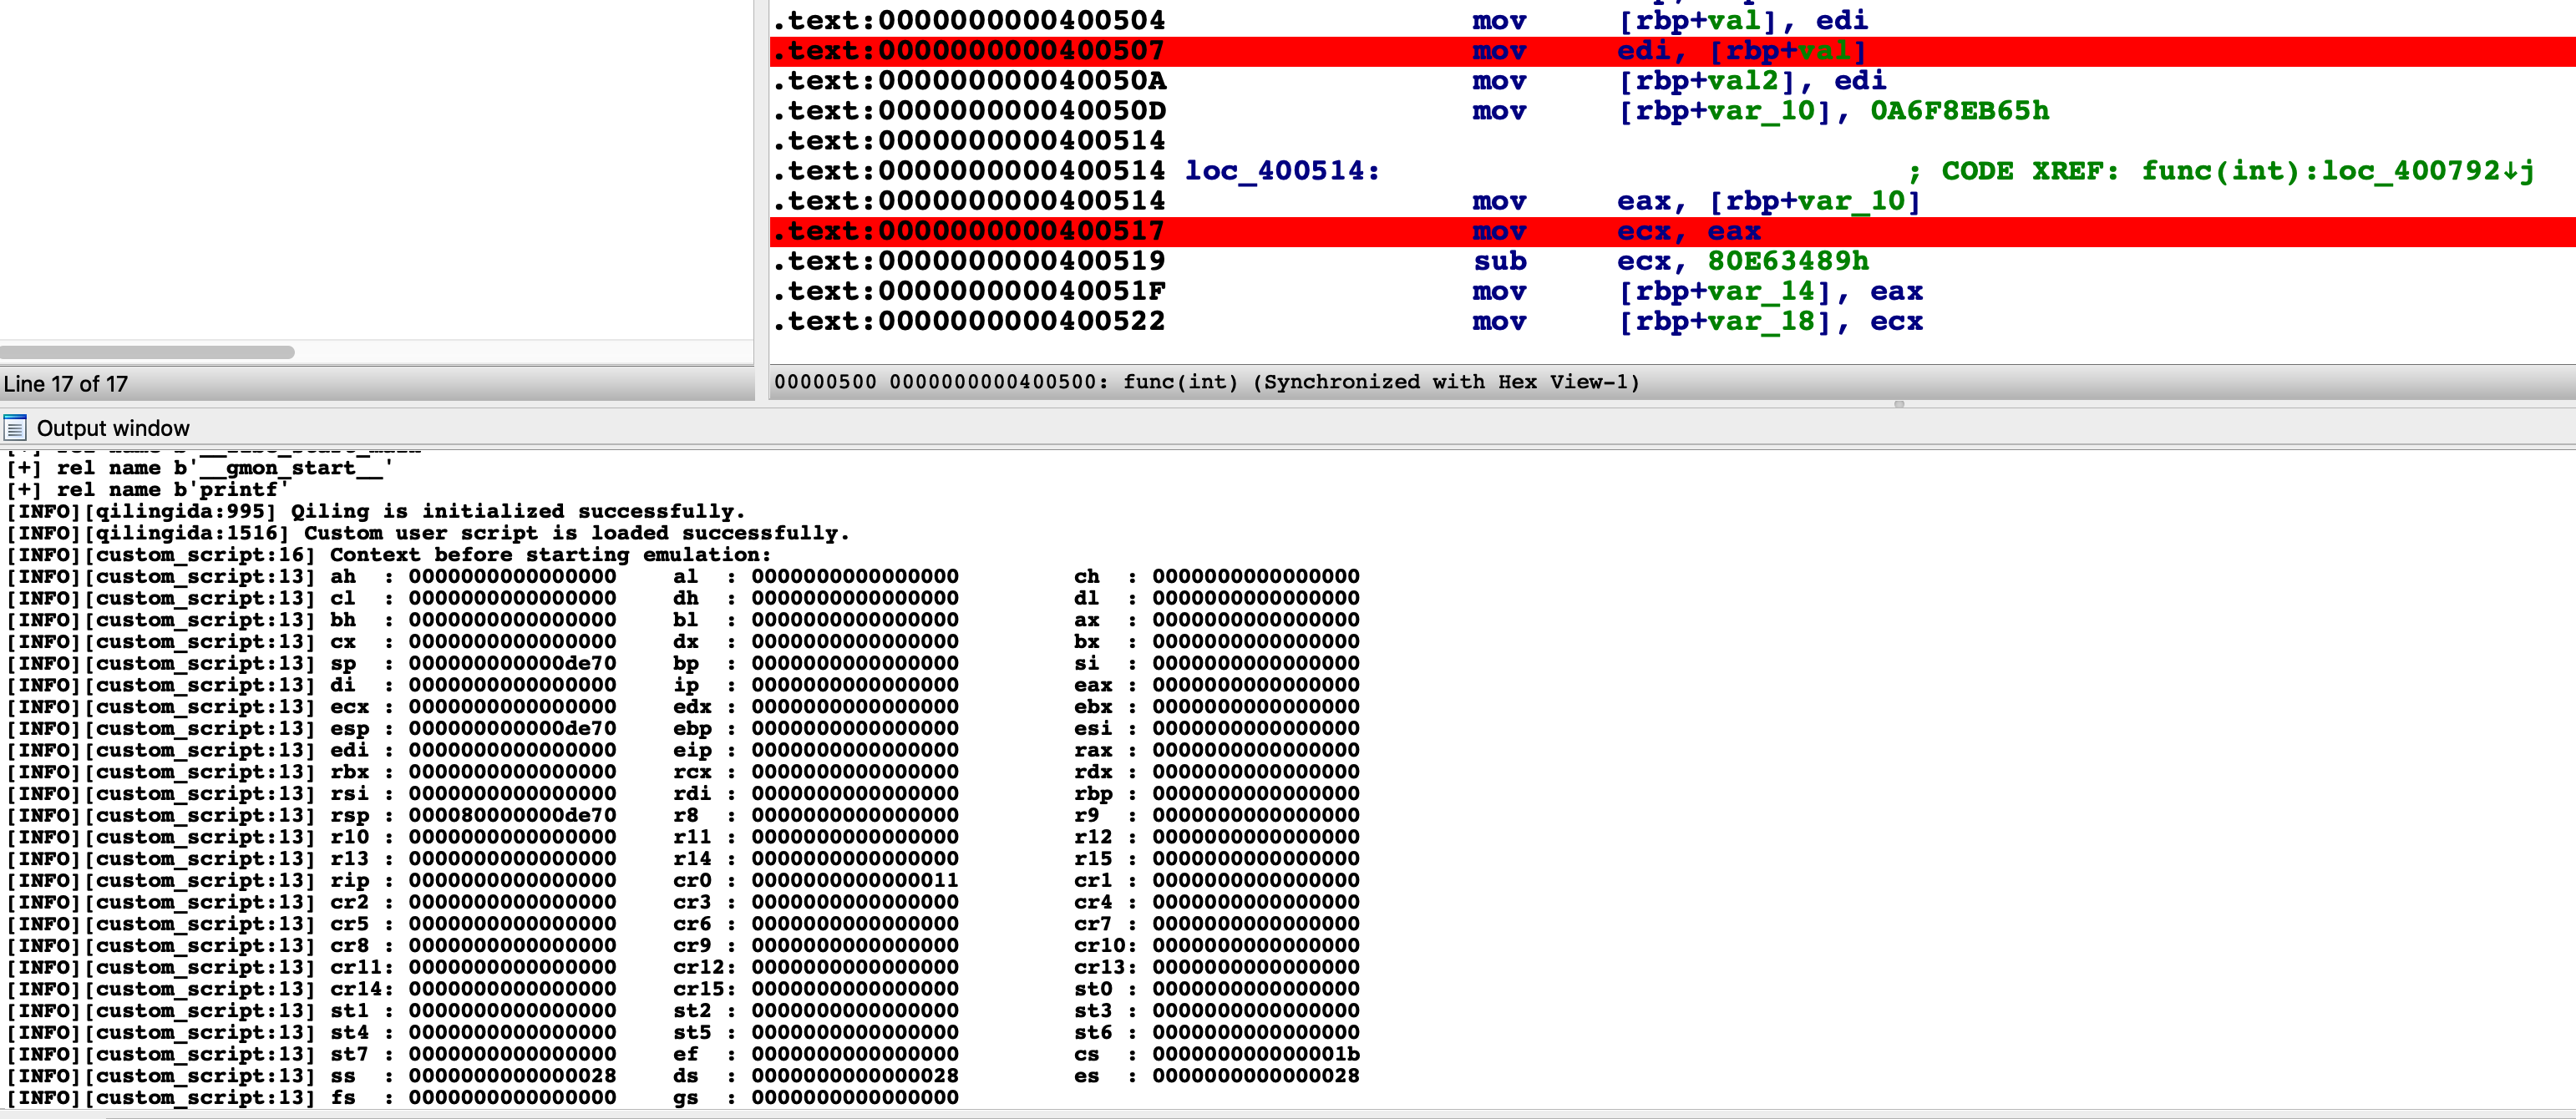 .text:0000000000400504                 mov     [rbp+val], edi
.text:0000000000400507                 mov     edi, [rbp+val]
.text:000000000040050A                 mov     [rbp+val2], edi
.text:000000000040050D                 mov     [rbp+var_10], 0A6F8EB65h
.text:0000000000400514
.text:0000000000400514 loc_400514:                             ; CODE XREF: func(int):loc_400792↓j
.text:0000000000400514                 mov     eax, [rbp+var_10]
.text:0000000000400517                 mov     ecx, eax
.text:0000000000400519                 sub     ecx, 80E63489h
.text:000000000040051F                 mov     [rbp+var_14], eax
.text:0000000000400522                 mov     [rbp+var_18], ecx
Line 17 of 17
00000500 0000000000400500: func(int) (Synchronized with Hex View-1)
Output window
[+] rel name b'__gmon_start__'
[+] rel name b'printf'
[INFO][qilingida:995] Qiling is initialized successfully.
[INFO][qilingida:1516] Custom user script is loaded successfully.
[INFO][custom_script:16] Context before starting emulation:
[INFO][custom_script:13] ah  : 0000000000000000    al  : 0000000000000000    ch  : 0000000000000000
[INFO][custom_script:13] cl  : 0000000000000000    dh  : 0000000000000000    dl  : 0000000000000000
[INFO][custom_script:13] bh  : 0000000000000000    bl  : 0000000000000000    ax  : 0000000000000000
[INFO][custom_script:13] cx  : 0000000000000000    dx  : 0000000000000000    bx  : 0000000000000000
[INFO][custom_script:13] sp  : 000000000000de70    bp  : 0000000000000000    si  : 0000000000000000
[INFO][custom_script:13] di  : 0000000000000000    ip  : 0000000000000000    eax : 0000000000000000
[INFO][custom_script:13] ecx : 0000000000000000    edx : 0000000000000000    ebx : 0000000000000000
[INFO][custom_script:13] esp : 000000000000de70    ebp : 0000000000000000    esi : 0000000000000000
[INFO][custom_script:13] edi : 0000000000000000    eip : 0000000000000000    rax : 0000000000000000
[INFO][custom_script:13] rbx : 0000000000000000    rcx : 0000000000000000    rdx : 0000000000000000
[INFO][custom_script:13] rsi : 0000000000000000    rdi : 0000000000000000    rbp : 0000000000000000
[INFO][custom_script:13] rsp : 000080000000de70    r8  : 0000000000000000    r9  : 0000000000000000
[INFO][custom_script:13] r10 : 0000000000000000    r11 : 0000000000000000    r12 : 0000000000000000
[INFO][custom_script:13] r13 : 0000000000000000    r14 : 0000000000000000    r15 : 0000000000000000
[INFO][custom_script:13] rip : 0000000000000000    cr0 : 0000000000000011    cr1 : 0000000000000000
[INFO][custom_script:13] cr2 : 0000000000000000    cr3 : 0000000000000000    cr4 : 0000000000000000
[INFO][custom_script:13] cr5 : 0000000000000000    cr6 : 0000000000000000    cr7 : 0000000000000000
[INFO][custom_script:13] cr8 : 0000000000000000    cr9 : 0000000000000000    cr10: 0000000000000000
[INFO][custom_script:13] cr11: 0000000000000000    cr12: 0000000000000000    cr13: 0000000000000000
[INFO][custom_script:13] cr14: 0000000000000000    cr15: 0000000000000000    st0 : 0000000000000000
[INFO][custom_script:13] st1 : 0000000000000000    st2 : 0000000000000000    st3 : 0000000000000000
[INFO][custom_script:13] st4 : 0000000000000000    st5 : 0000000000000000    st6 : 0000000000000000
[INFO][custom_script:13] st7 : 0000000000000000    ef  : 0000000000000000    cs  : 000000000000001b
[INFO][custom_script:13] ss  : 0000000000000028    ds  : 0000000000000028    es  : 0000000000000028
[INFO][custom_script:13] fs  : 0000000000000000    gs  : 0000000000000000